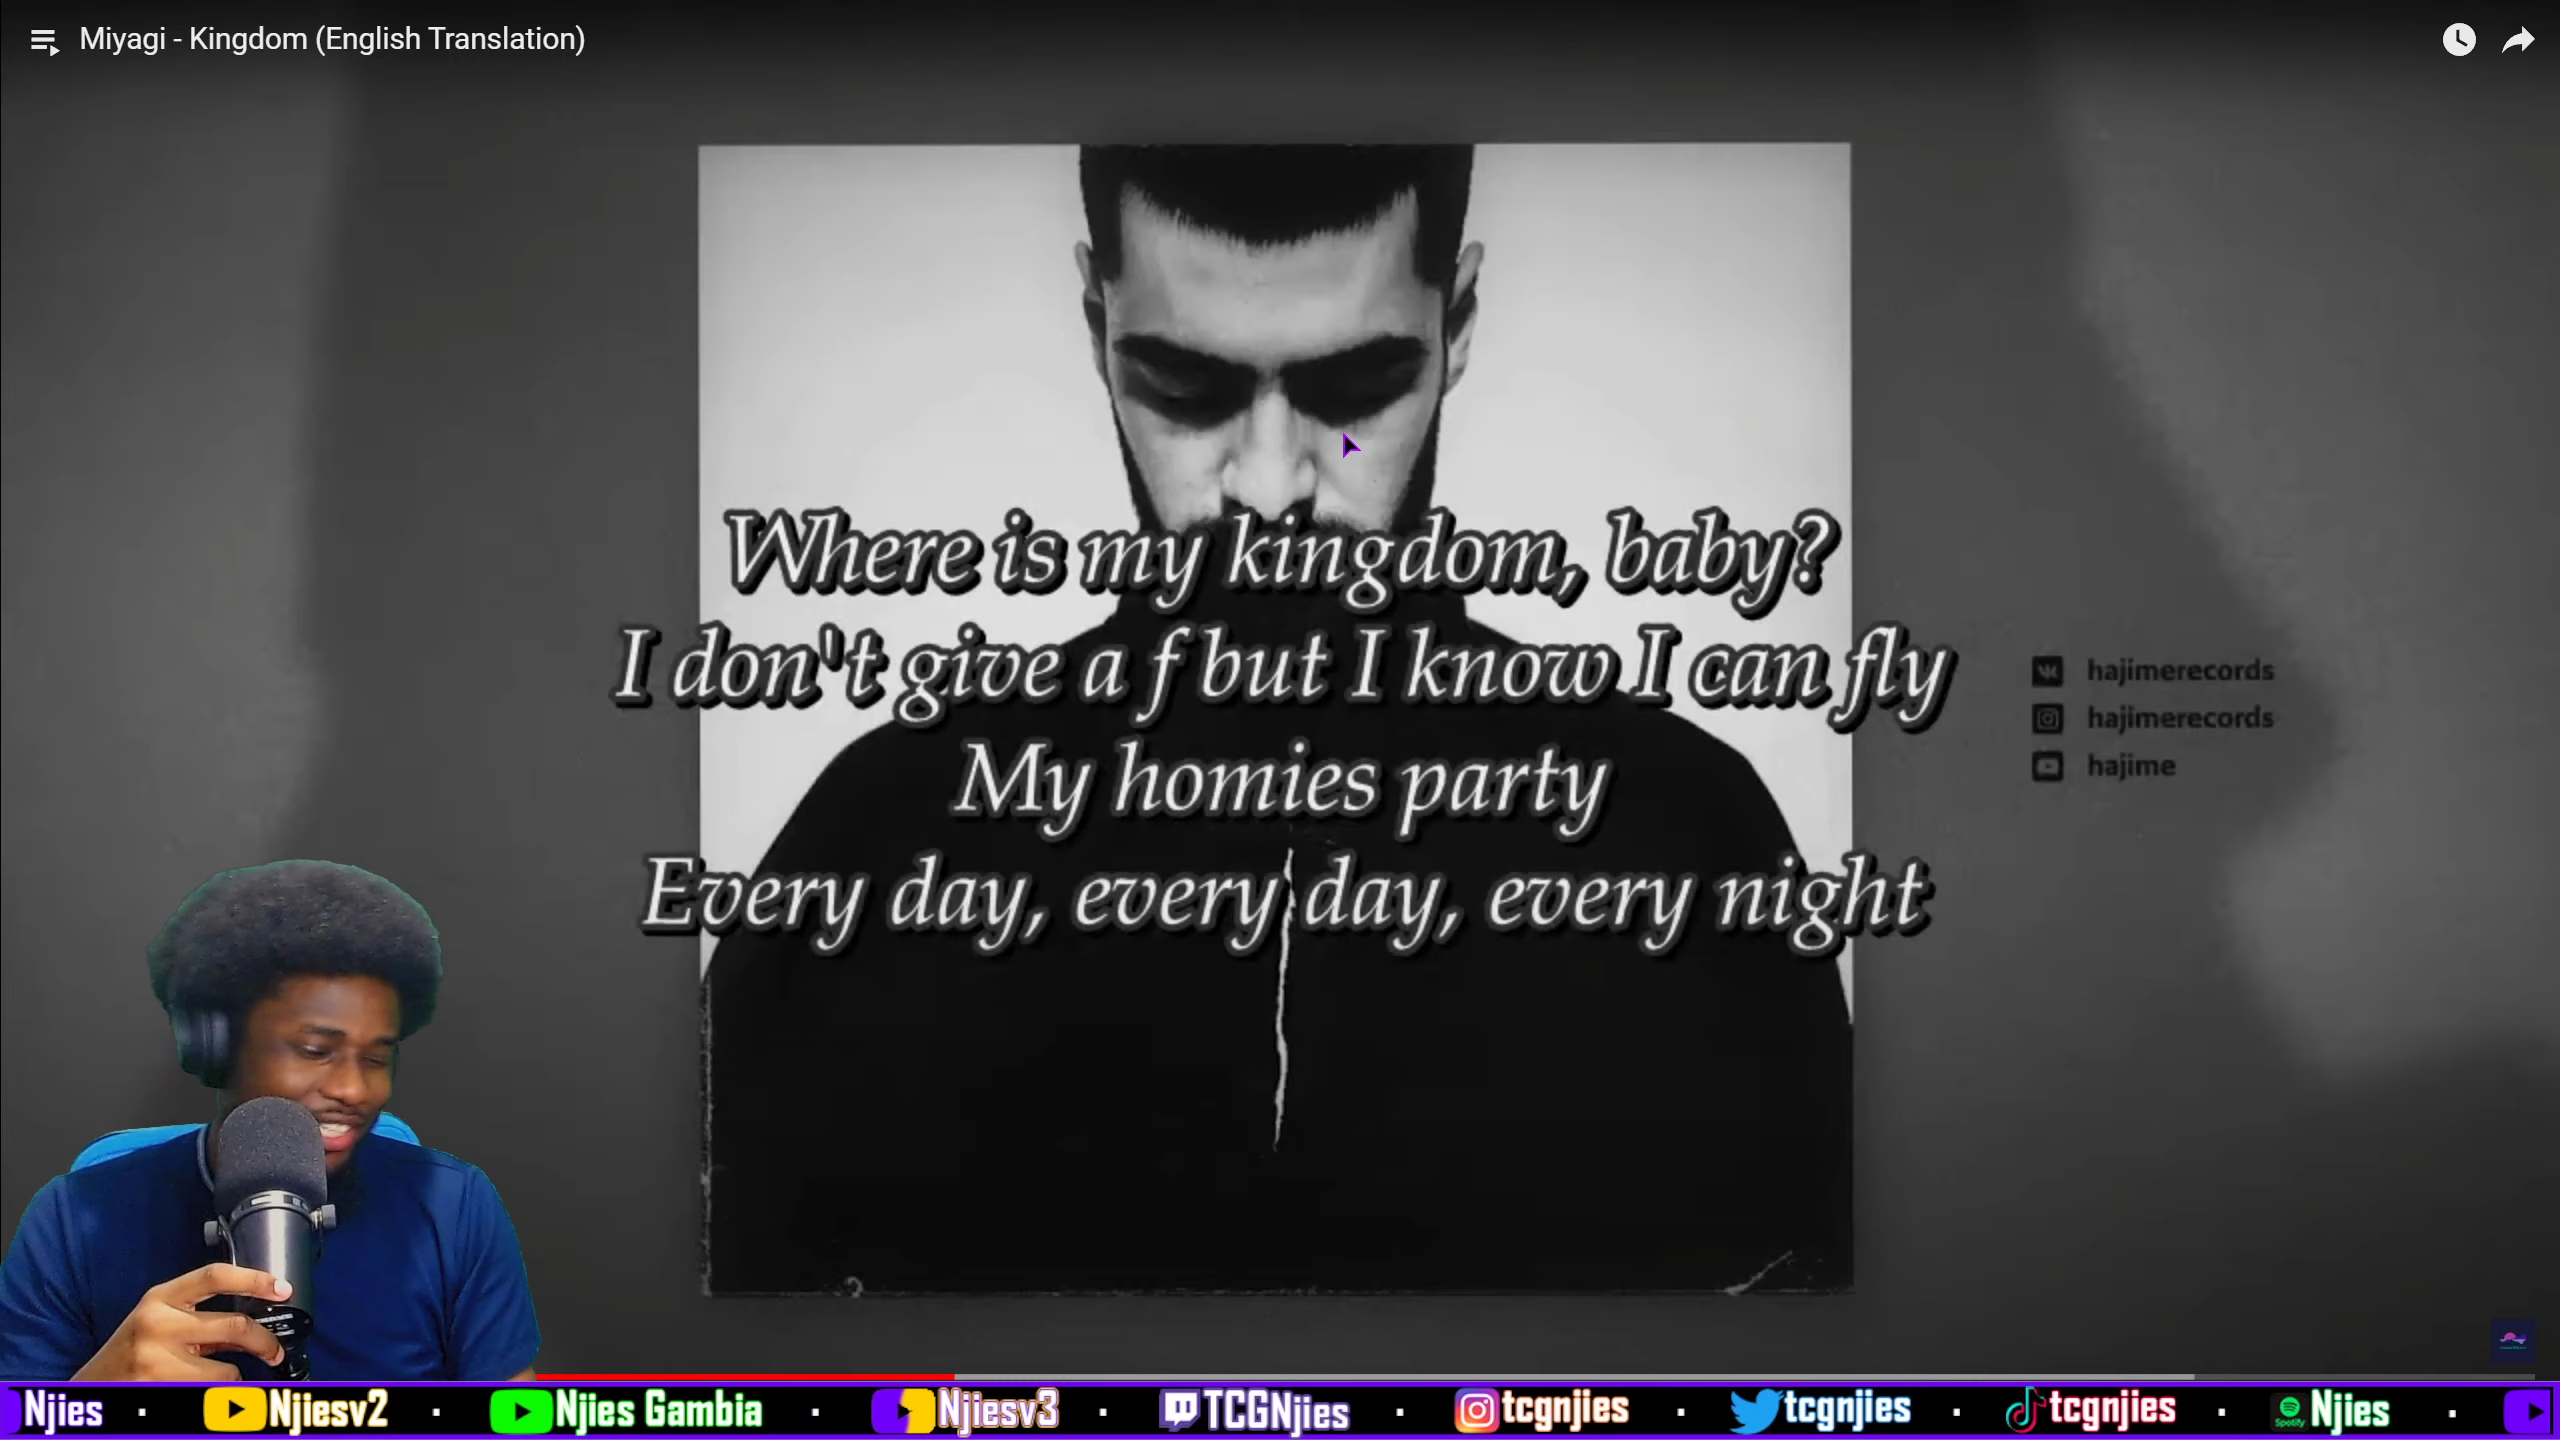 Miyagi - Kingdom (English Translation)
Where is my kingdom, baby?
I don't give a f but I know I can fly
My homies party
Every day, every day, every night
hajimerecords
hajimerecords
hajime
Njies · Njiesv2 · Njies Gambia · Njiesv3 · TCGNjies · tcgnjies · tcgnjies · tcgnjies · Spotify Njies ·